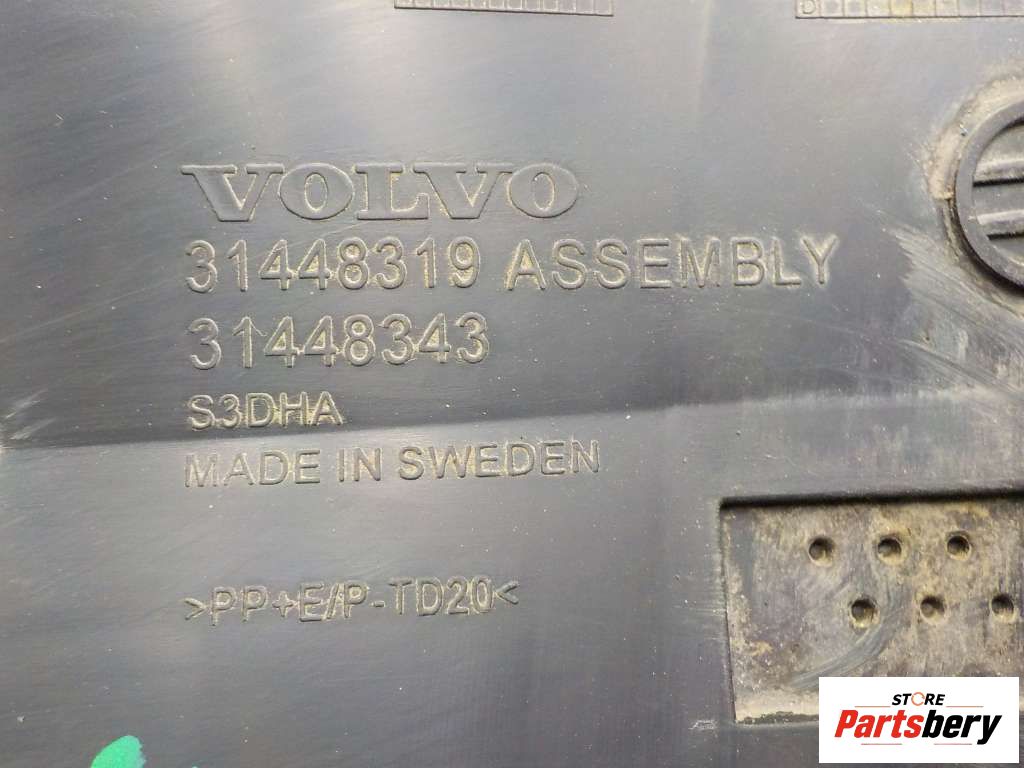 VOLVO
31448319 ASSEMBLY
31448343
S3DHA
MADE IN SWEDEN
>PP+E/P-TD20<
STORE
Partsbery